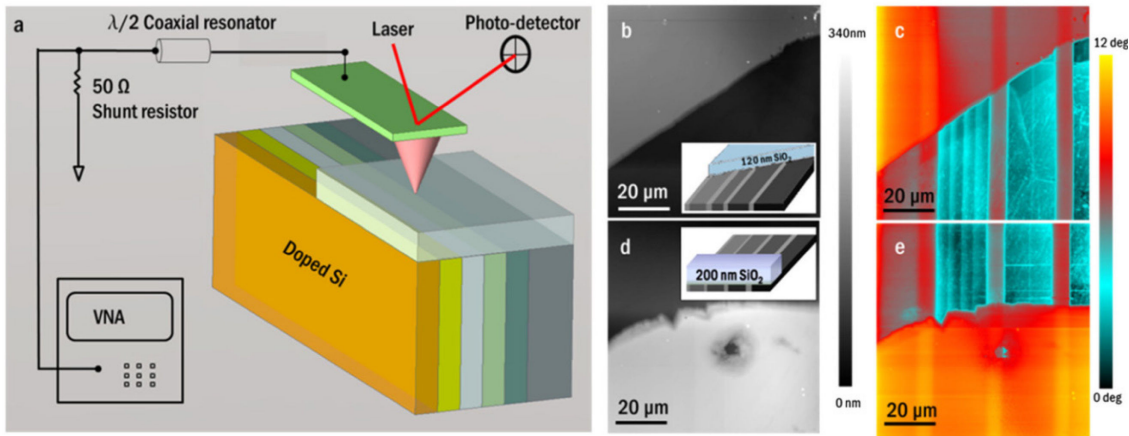 a
λ/2 Coaxial resonator
Laser
Photo-detector
50 Ω
Shunt resistor
Doped Si
VNA
b
120 nm SiO2
20 µm
340nm
0 nm
c
20 µm
12 deg
0 deg
d
200 nm SiO2
20 µm
e
20 µm